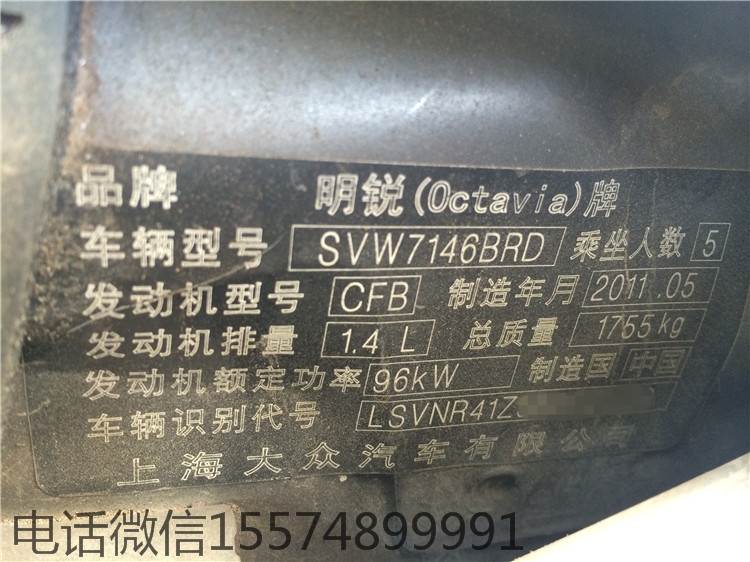 品牌 明锐(Octavia)牌
车辆型号 SVW7146BRD 乘坐人数 5
发动机型号 CFB 制造年月 2011.05
发动机排量 1.4 L 总质量 1755kg
发动机额定功率 96kW 制造国 中国
车辆识别代号 LSVNR41Z
上海大众汽车有限公司
电话微信15574899991